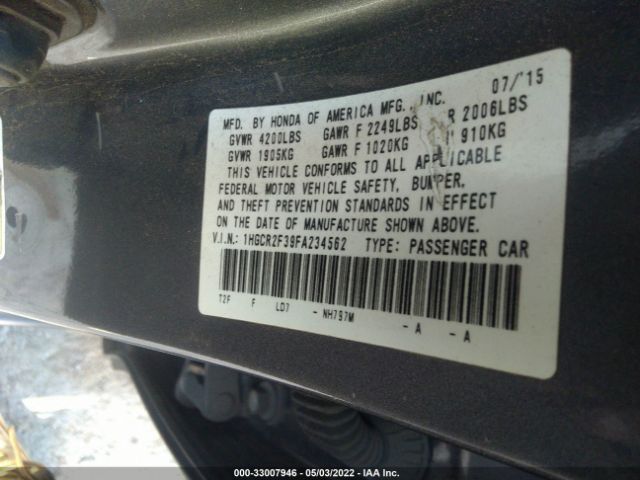 07/'15
MFD. BY HONDA OF AMERICA MFG., INC.
GVWR 4200LBS GAWR F 2249LBS R 2006LBS
GVWR 1905KG GAWR F 1020KG 910KG
THIS VEHICLE CONFORMS TO ALL APPLICABLE
FEDERAL MOTOR VEHICLE SAFETY, BUMPER,
AND THEFT PREVENTION STANDARDS IN EFFECT
ON THE DATE OF MANUFACTURE SHOWN ABOVE.
V.I.N.: 1HGCR2F39FA234562 TYPE: PASSENGER CAR
T2F F LD7 - NH797M - A - A
000-33007946 - 05/03/2022 - IAA Inc.